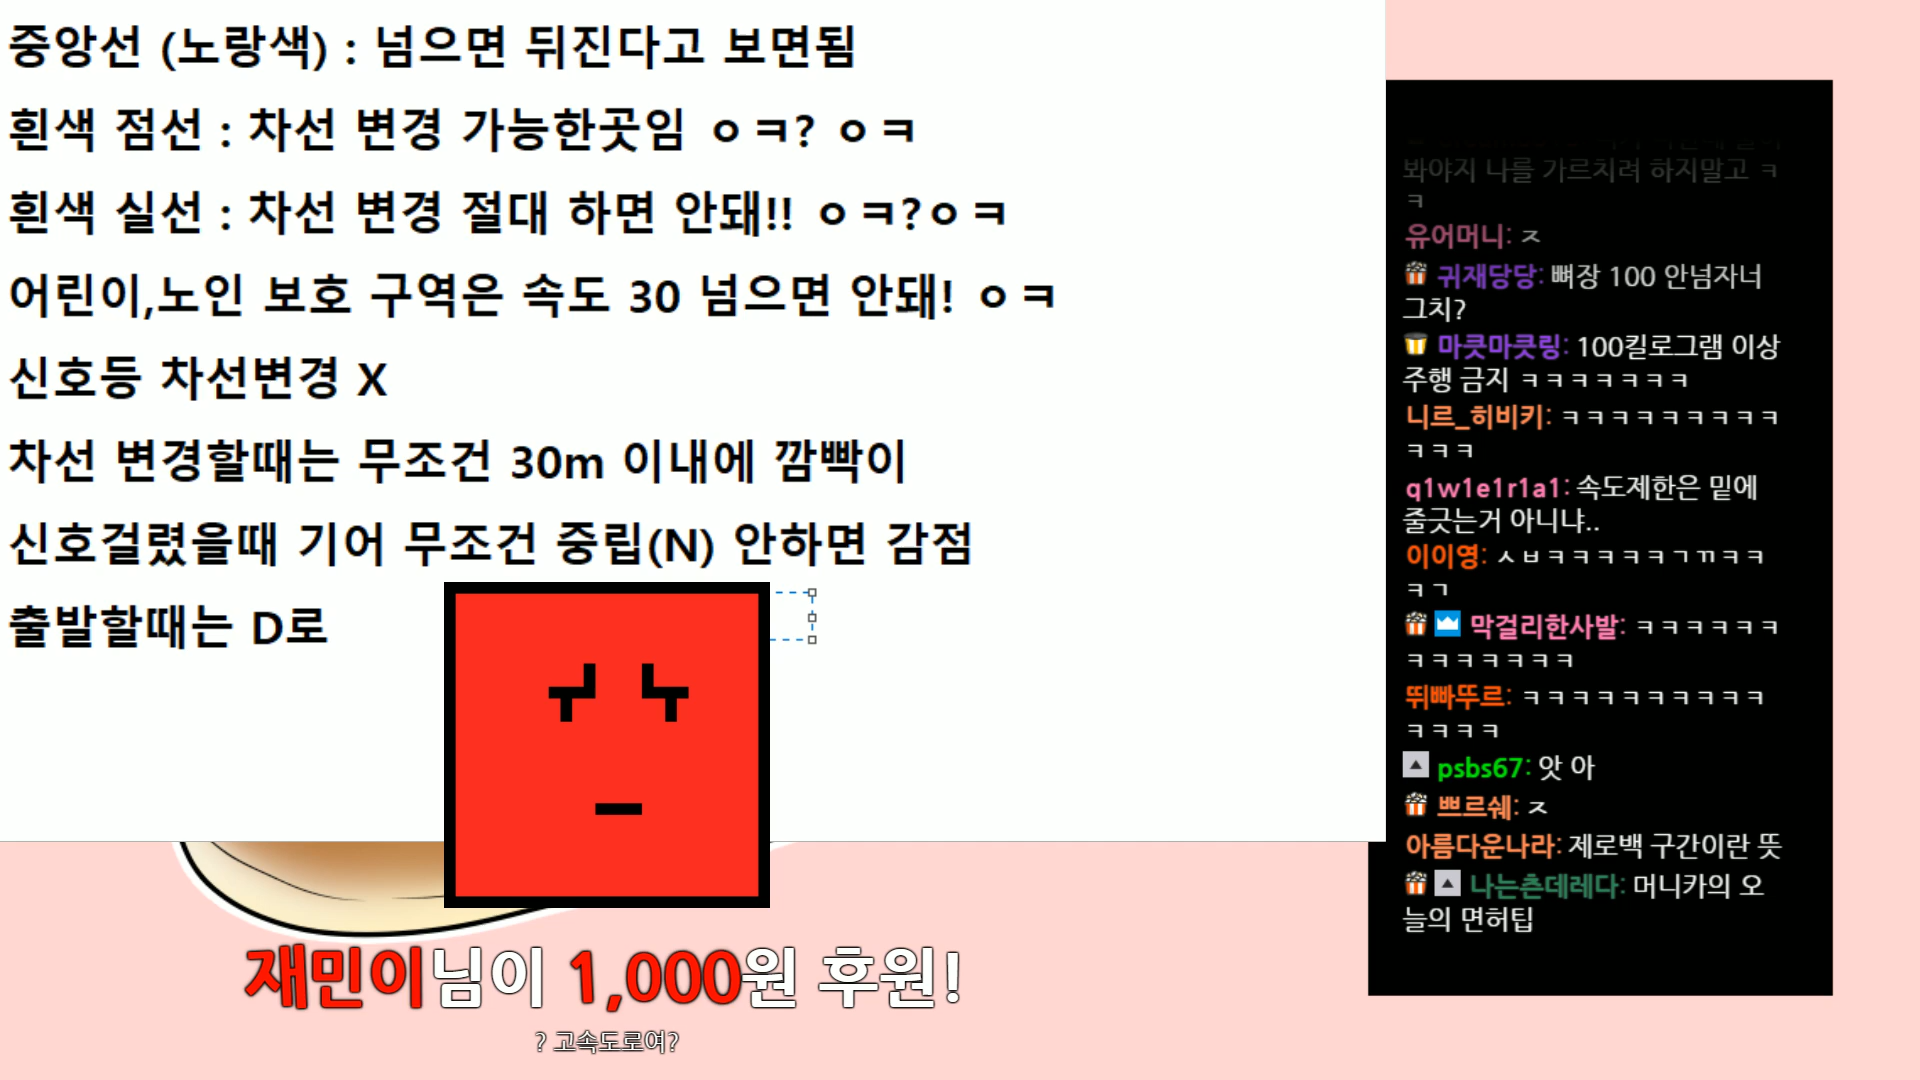 중앙선 (노랑색) : 넘으면 뒤진다고 보면됨
흰색 점선 : 차선 변경 가능한곳임 ㅇㅋ? ㅇㅋ
흰색 실선 : 차선 변경 절대 하면 안돼!! ㅇㅋ?ㅇㅋ
어린이,노인 보호 구역은 속도 30 넘으면 안돼! ㅇㅋ
신호등 차선변경 X
차선 변경할때는 무조건 30m 이내에 깜빡이
신호걸렸을때 기어 무조건 중립(N) 안하면 감점
출발할때는 D로
재민이님이 1,000원 후원!
? 고속도로여?
봐야지 나를 가르치려 하지말고 ㅋ
ㅋ
유어머니: ㅈ
귀재당당: 뼈장 100 안넘자너
그치?
마큿마큿링: 100킬로그램 이상
주행 금지 ㅋㅋㅋㅋㅋㅋㅋ
니르_히비키: ㅋㅋㅋㅋㅋㅋㅋㅋㅋ
ㅋㅋㅋ
q1w1e1r1a1: 속도제한은 밑에
줄긋는거 아니냐..
이이영: ㅅㅂㅋㅋㅋㅋㅋㄱㄲㅋㅋ
ㅋㄱ
막걸리한사발: ㅋㅋㅋㅋㅋㅋ
ㅋㅋㅋㅋㅋㅋㅋ
뛰빠뚜르: ㅋㅋㅋㅋㅋㅋㅋㅋㅋㅋ
ㅋㅋㅋㅋ
psbs67: 앗 아
쁘르쉐: ㅈ
아름다운나라: 제로백 구간이란 뜻
나는츤데레다: 머니카의 오
늘의 면허팁